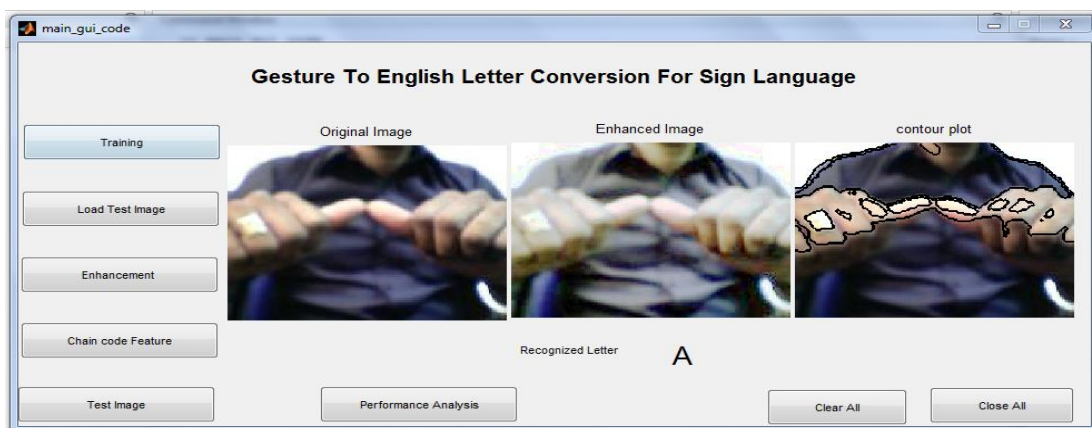 main_gui_code
Gesture To English Letter Conversion For Sign Language
Training
Original Image
Enhanced Image
contour plot
Load Test Image
Enhancement
Chain code Feature
Recognized Letter
A
Test Image
Performance Analysis
Clear All
Close All